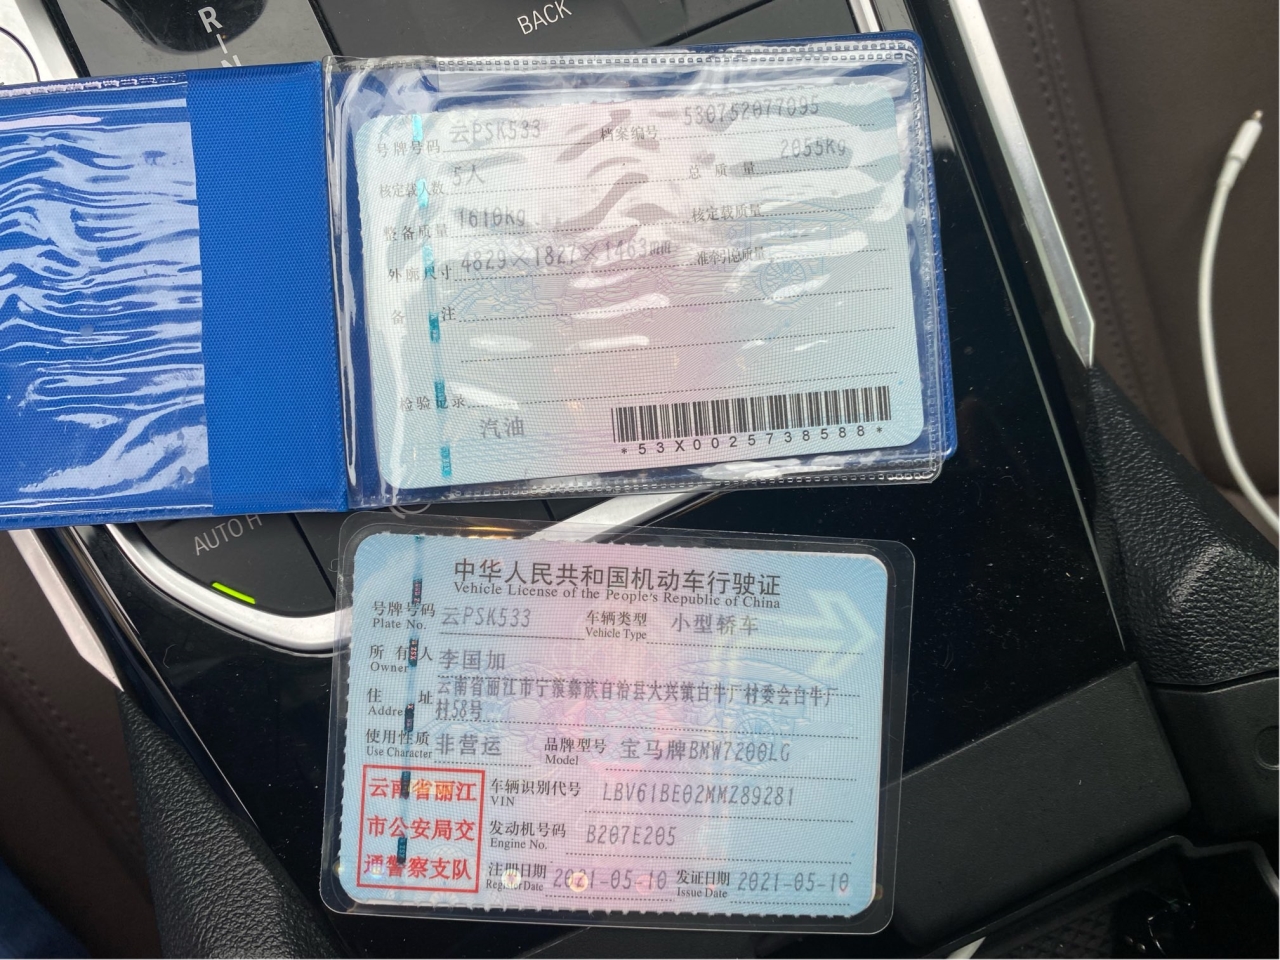 R
N
BACK
号牌号码 云PSK533 档案编号 530752077095
核定载人数 5人 总质量 2055Kg
整备质量 1610Kg 核定载质量
外廓尺寸 4829×1827×1463mm 准牵引总质量
备注
检验记录
汽油
*53X0025738588*
AUTO H
中华人民共和国机动车行驶证
Vehicle License of the People's Republic of China
号牌号码 云PSK533 车辆类型 小型轿车
Plate No. Vehicle Type
所有人 李国加
Owner
住址 云南省丽江市宁蒗彝族自治县大兴镇白牛厂村委会白牛厂
Address 村58号
使用性质 非营运 品牌型号 宝马牌BMW7200LG
Use Character Model
云南省丽江
市公安局交
通警察支队
车辆识别代号 LBV61BE02MMZ89281
VIN
发动机号码 B207E205
Engine No.
注册日期 2021-05-10 发证日期 2021-05-10
Register Date Issue Date